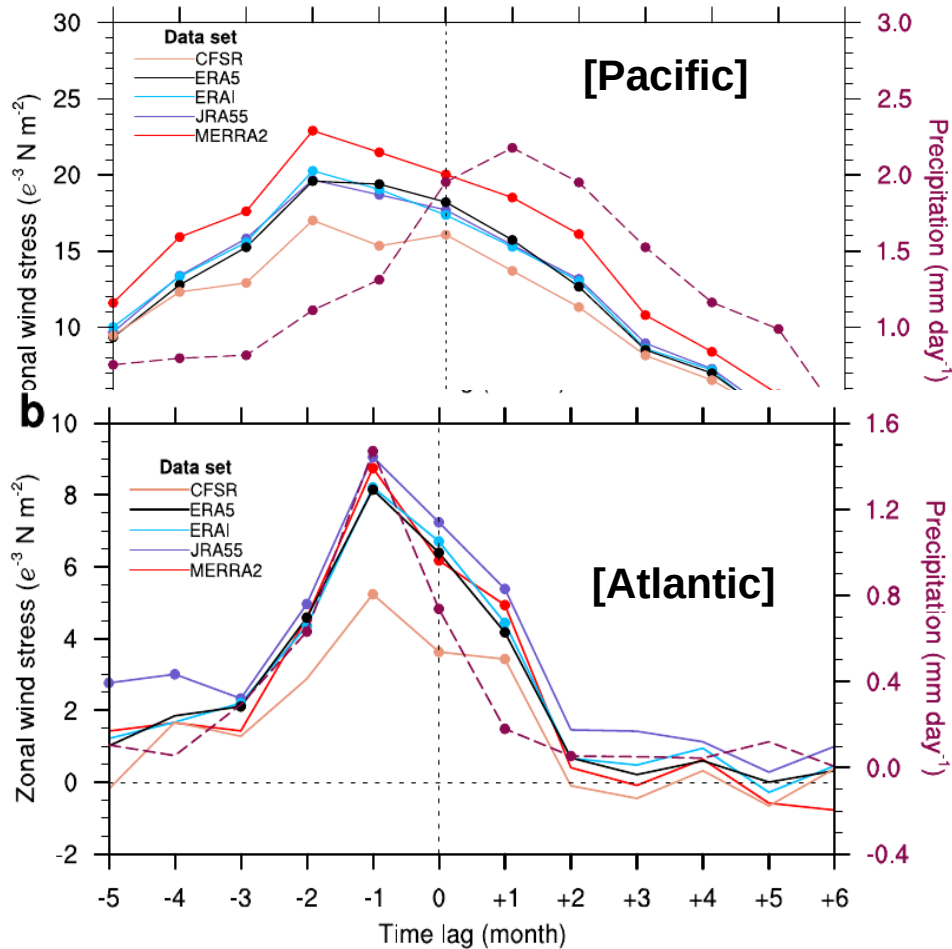 30
25
20
15
10
3.0
2.5
2.0
1.5
1.0
onal wind stress (e⁻³ N m⁻²)
Precipitation (mm day⁻¹)
Data set
CFSR
ERA5
ERAI
JRA55
MERRA2
[Pacific]
b
10
8
6
4
2
0
-2
1.6
1.2
0.8
0.4
0.0
-0.4
Zonal wind stress (e⁻³ N m⁻²)
Precipitation (mm day⁻¹)
Data set
CFSR
ERA5
ERAI
JRA55
MERRA2
[Atlantic]
-5 -4 -3 -2 -1 0 +1 +2 +3 +4 +5 +6
Time lag (month)